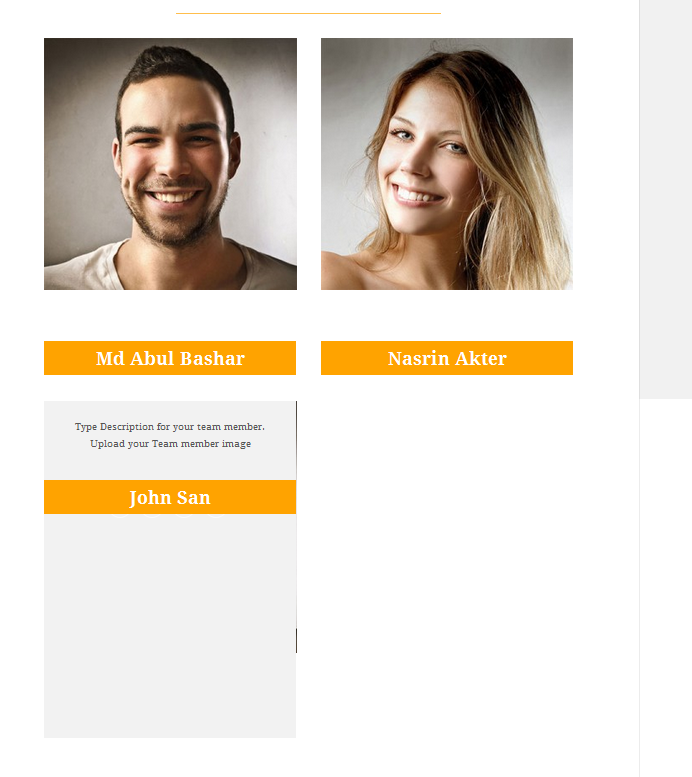 Md Abul Bashar
Nasrin Akter
Type Description for your team member.
Upload your Team member image
John San